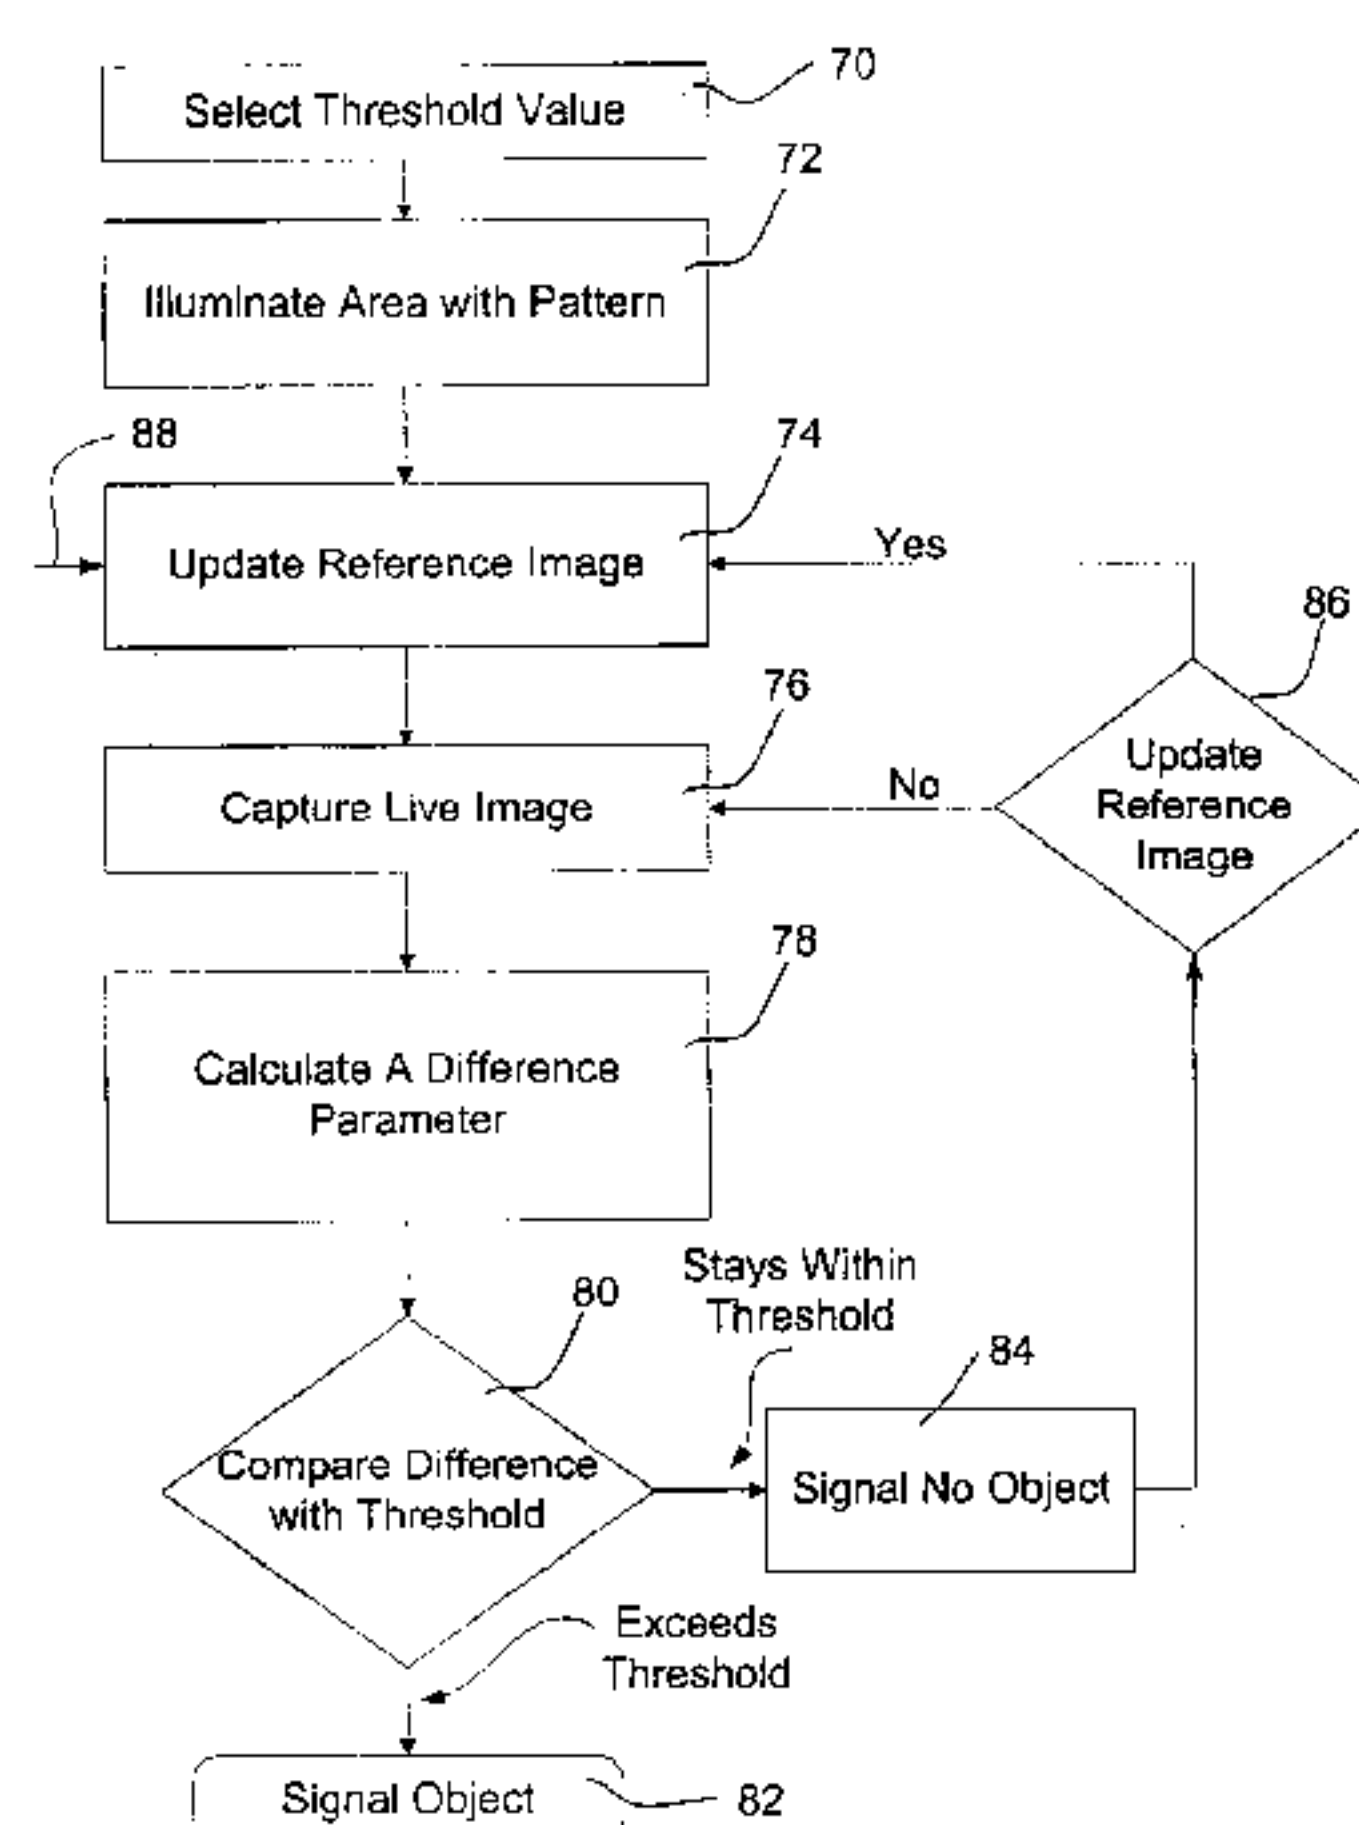 70
Select Threshold Value
72
Illuminate Area with Pattern
88
74
Update Reference Image
Yes
86
76
Capture Live Image
No
Update
Reference
Image
78
Calculate A Difference
Parameter
Stays Within
Threshold
80
84
Compare Difference
with Threshold
Signal No Object
Exceeds
Threshold
Signal Object
82